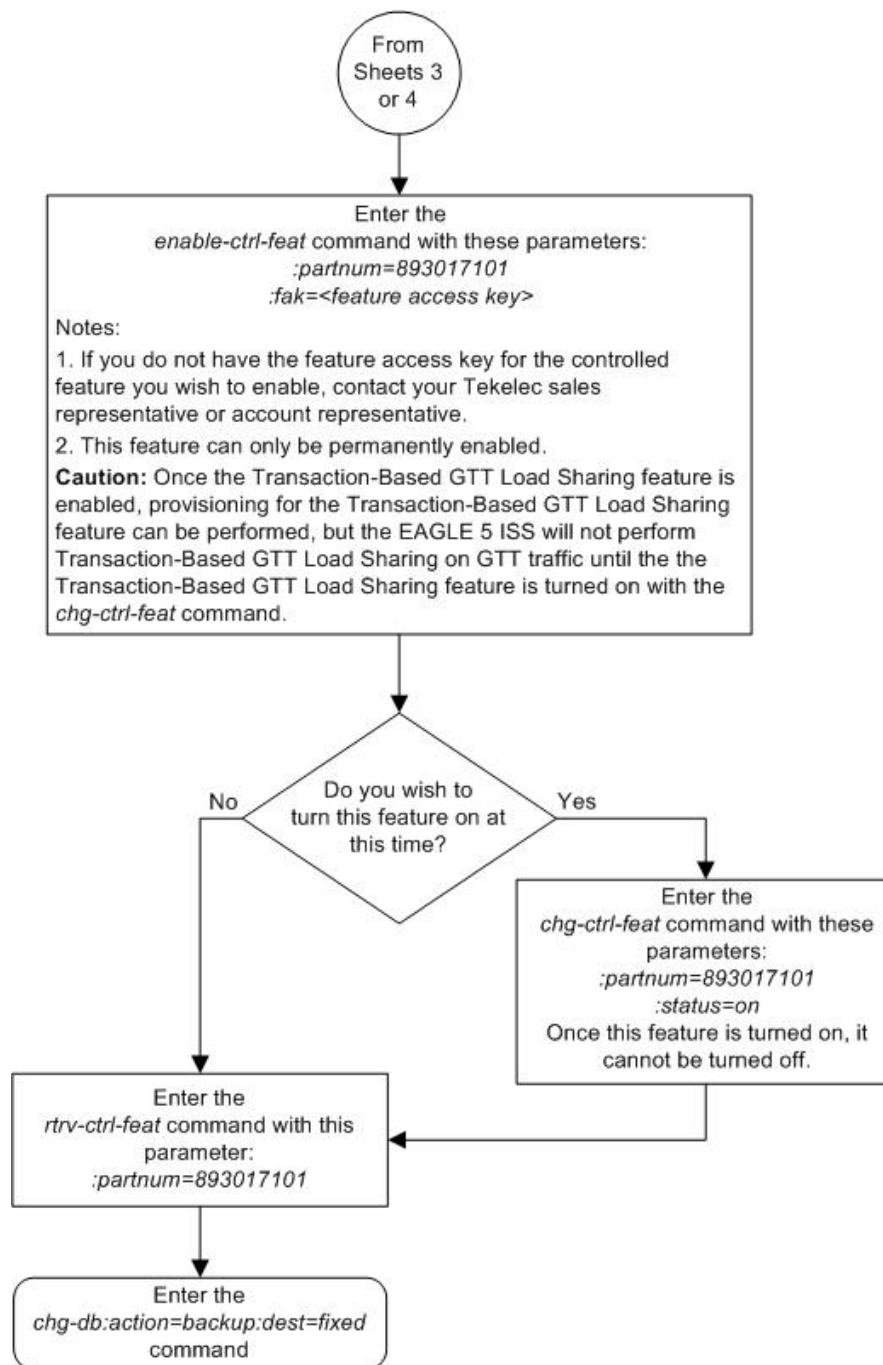 From
Sheets 3
or 4
Enter the
enable-ctrl-feat command with these parameters:
:partnum=893017101
:fak=<feature access key>
Notes:
1. If you do not have the feature access key for the controlled
feature you wish to enable, contact your Tekelec sales
representative or account representative.
2. This feature can only be permanently enabled.
Caution: Once the Transaction-Based GTT Load Sharing feature is
enabled, provisioning for the Transaction-Based GTT Load Sharing
feature can be performed, but the EAGLE 5 ISS will not perform
Transaction-Based GTT Load Sharing on GTT traffic until the the
Transaction-Based GTT Load Sharing feature is turned on with the
chg-ctrl-feat command.
Do you wish to
turn this feature on at
this time?
No
Yes
Enter the
chg-ctrl-feat command with these
parameters:
:partnum=893017101
:status=on
Once this feature is turned on, it
cannot be turned off.
Enter the
rtrv-ctrl-feat command with this
parameter:
:partnum=893017101
Enter the
chg-db:action=backup:dest=fixed
command